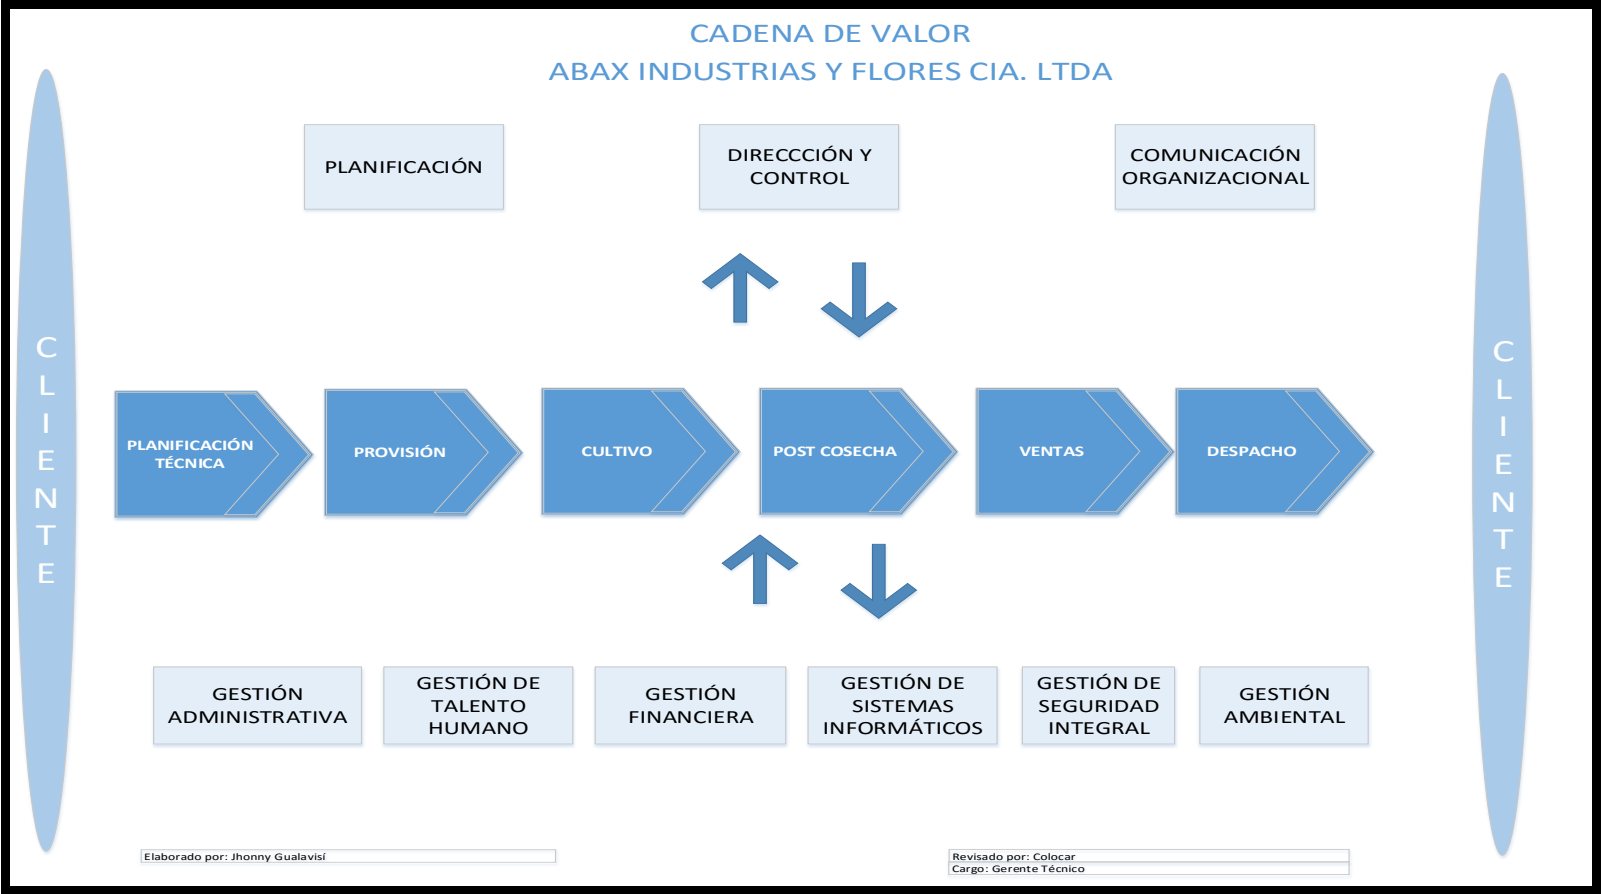 CADENA DE VALOR
ABAX INDUSTRIAS Y FLORES CIA. LTDA
PLANIFICACIÓN
DIRECCCIÓN Y
CONTROL
COMUNICACIÓN
ORGANIZACIONAL
C
L
I
E
N
T
E
PLANIFICACIÓN
TÉCNICA
PROVISIÓN
CULTIVO
POST COSECHA
VENTAS
DESPACHO
C
L
I
E
N
T
E
GESTIÓN
ADMINISTRATIVA
GESTIÓN DE
TALENTO
HUMANO
GESTIÓN
FINANCIERA
GESTIÓN DE
SISTEMAS
INFORMÁTICOS
GESTIÓN DE
SEGURIDAD
INTEGRAL
GESTIÓN
AMBIENTAL
Elaborado por: Jhonny Gualavisí
Revisado por: Colocar
Cargo: Gerente Técnico